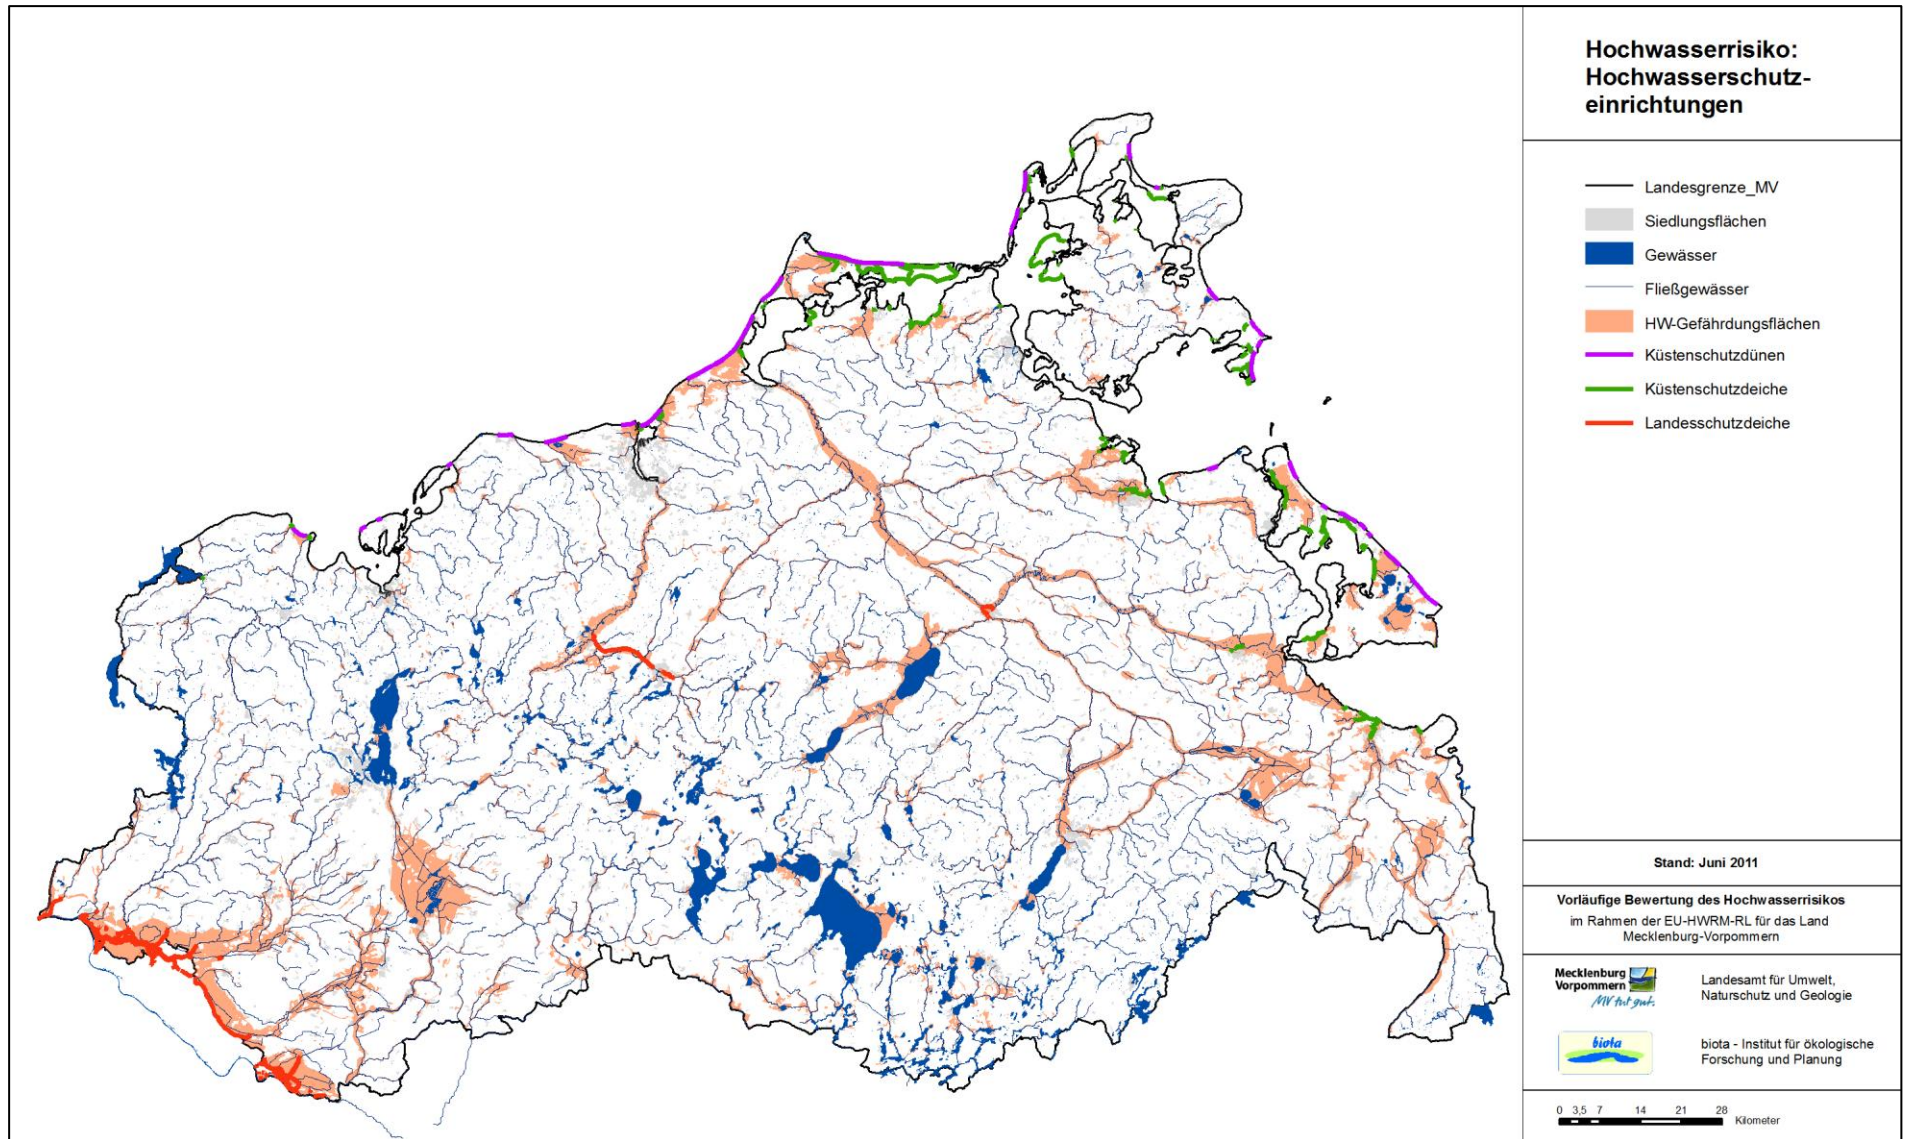 Hochwasserrisiko:
Hochwasserschutz-
einrichtungen
Landesgrenze_MV
Siedlungsflächen
Gewässer
Fließgewässer
HW-Gefährdungsflächen
Küstenschutzdünen
Küstenschutzdeiche
Landesschutzdeiche
Stand: Juni 2011
Vorläufige Bewertung des Hochwasserrisikos
im Rahmen der EU-HWRM-RL für das Land
Mecklenburg-Vorpommern
Mecklenburg
Vorpommern
MV tut gut.
Landesamt für Umwelt,
Naturschutz und Geologie
biota
biota - Institut für ökologische
Forschung und Planung
0 3,5 7 14 21 28
Kilometer